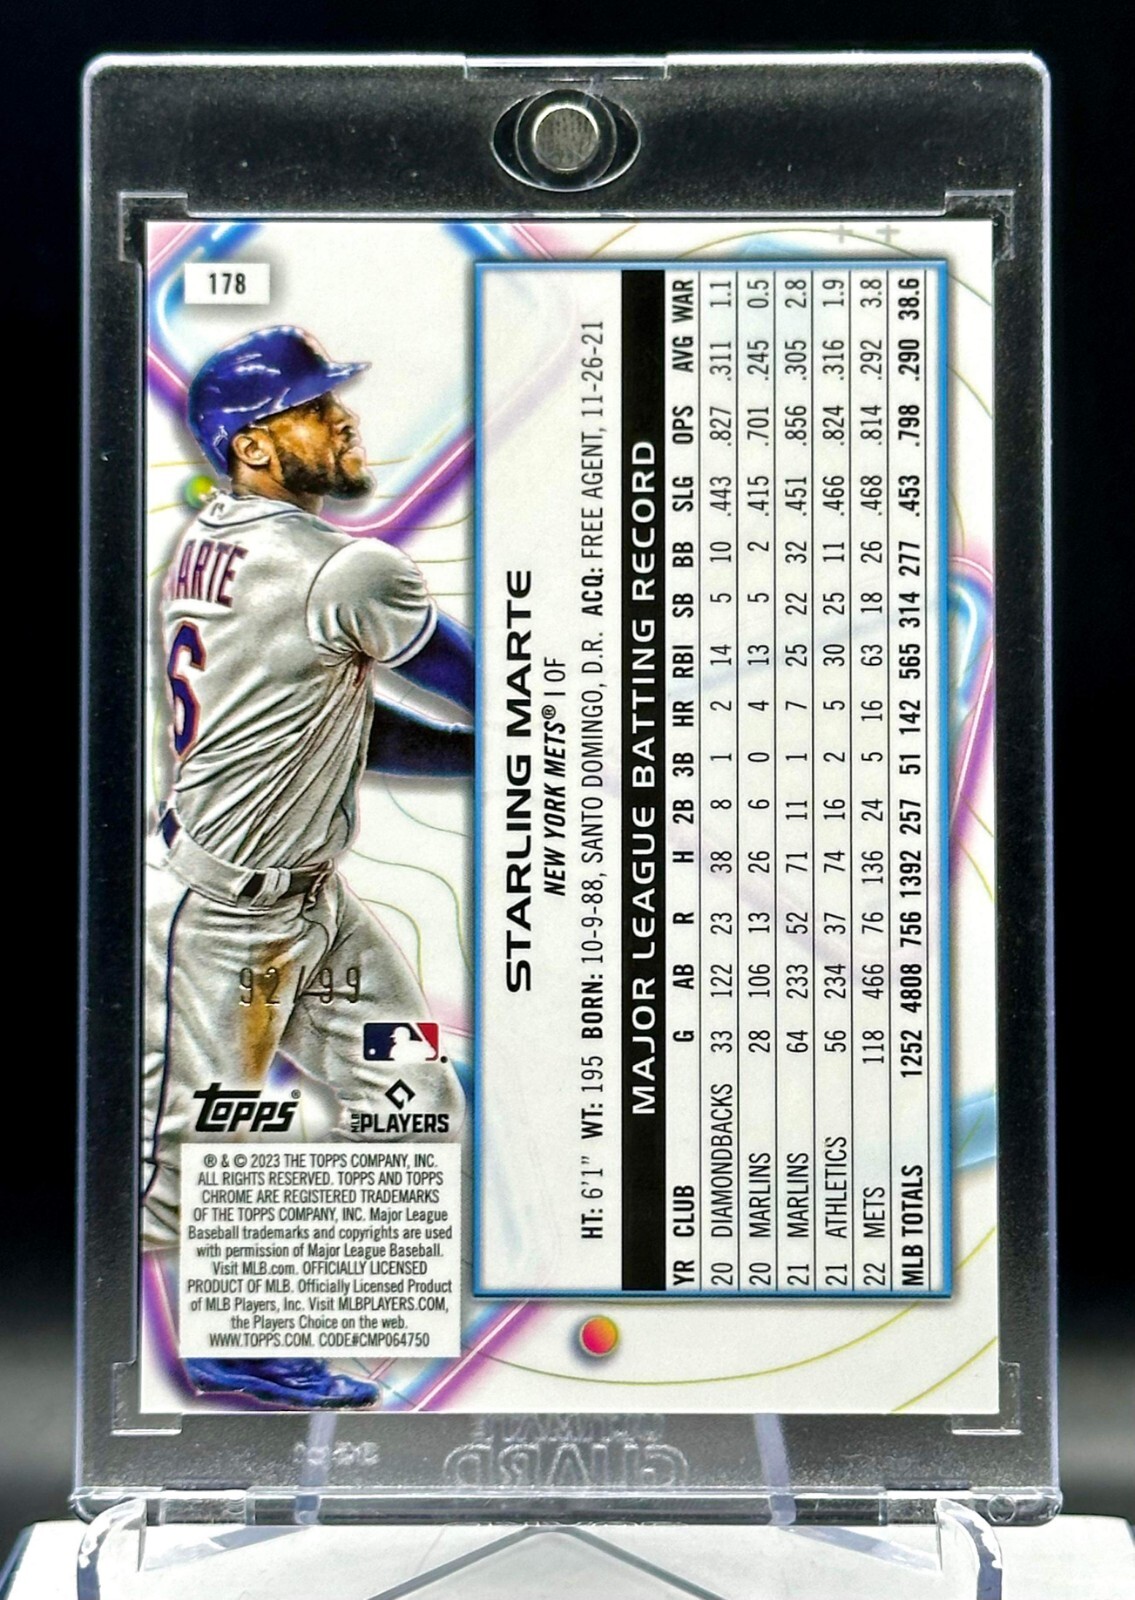 178
ARTE
6
92/99
topps®
MLB PLAYERS
® & © 2023 THE TOPPS COMPANY, INC.
ALL RIGHTS RESERVED. TOPPS AND TOPPS
CHROME ARE REGISTERED TRADEMARKS
OF THE TOPPS COMPANY, INC. Major League
Baseball trademarks and copyrights are used
with permission of Major League Baseball.
Visit MLB.com. OFFICIALLY LICENSED
PRODUCT OF MLB. Officially Licensed Product
of MLB Players, Inc. Visit MLBPLAYERS.COM,
the Players Choice on the web.
WWW.TOPPS.COM. CODE#CMP064750
STARLING MARTE
NEW YORK METS® | OF
HT: 6'1" WT: 195 BORN: 10-9-88, SANTO DOMINGO, D.R. ACQ: FREE AGENT, 11-26-21
MAJOR LEAGUE BATTING RECORD
YR CLUB G AB R H 2B 3B HR RBI SB BB SLG OPS AVG WAR
20 DIAMONDBACKS 33 122 23 38 8 1 2 14 5 10 .443 .827 .311 1.1
20 MARLINS 28 106 13 26 6 0 4 13 5 2 .415 .701 .245 0.5
21 MARLINS 64 233 52 71 11 1 7 25 22 32 .451 .856 .305 2.8
21 ATHLETICS 56 234 37 74 16 2 5 30 25 11 .466 .824 .316 1.9
22 METS 118 466 76 136 24 5 16 63 18 26 .468 .814 .292 3.8
MLB TOTALS 1252 4808 756 1392 257 51 142 565 314 277 .453 .798 .290 38.6